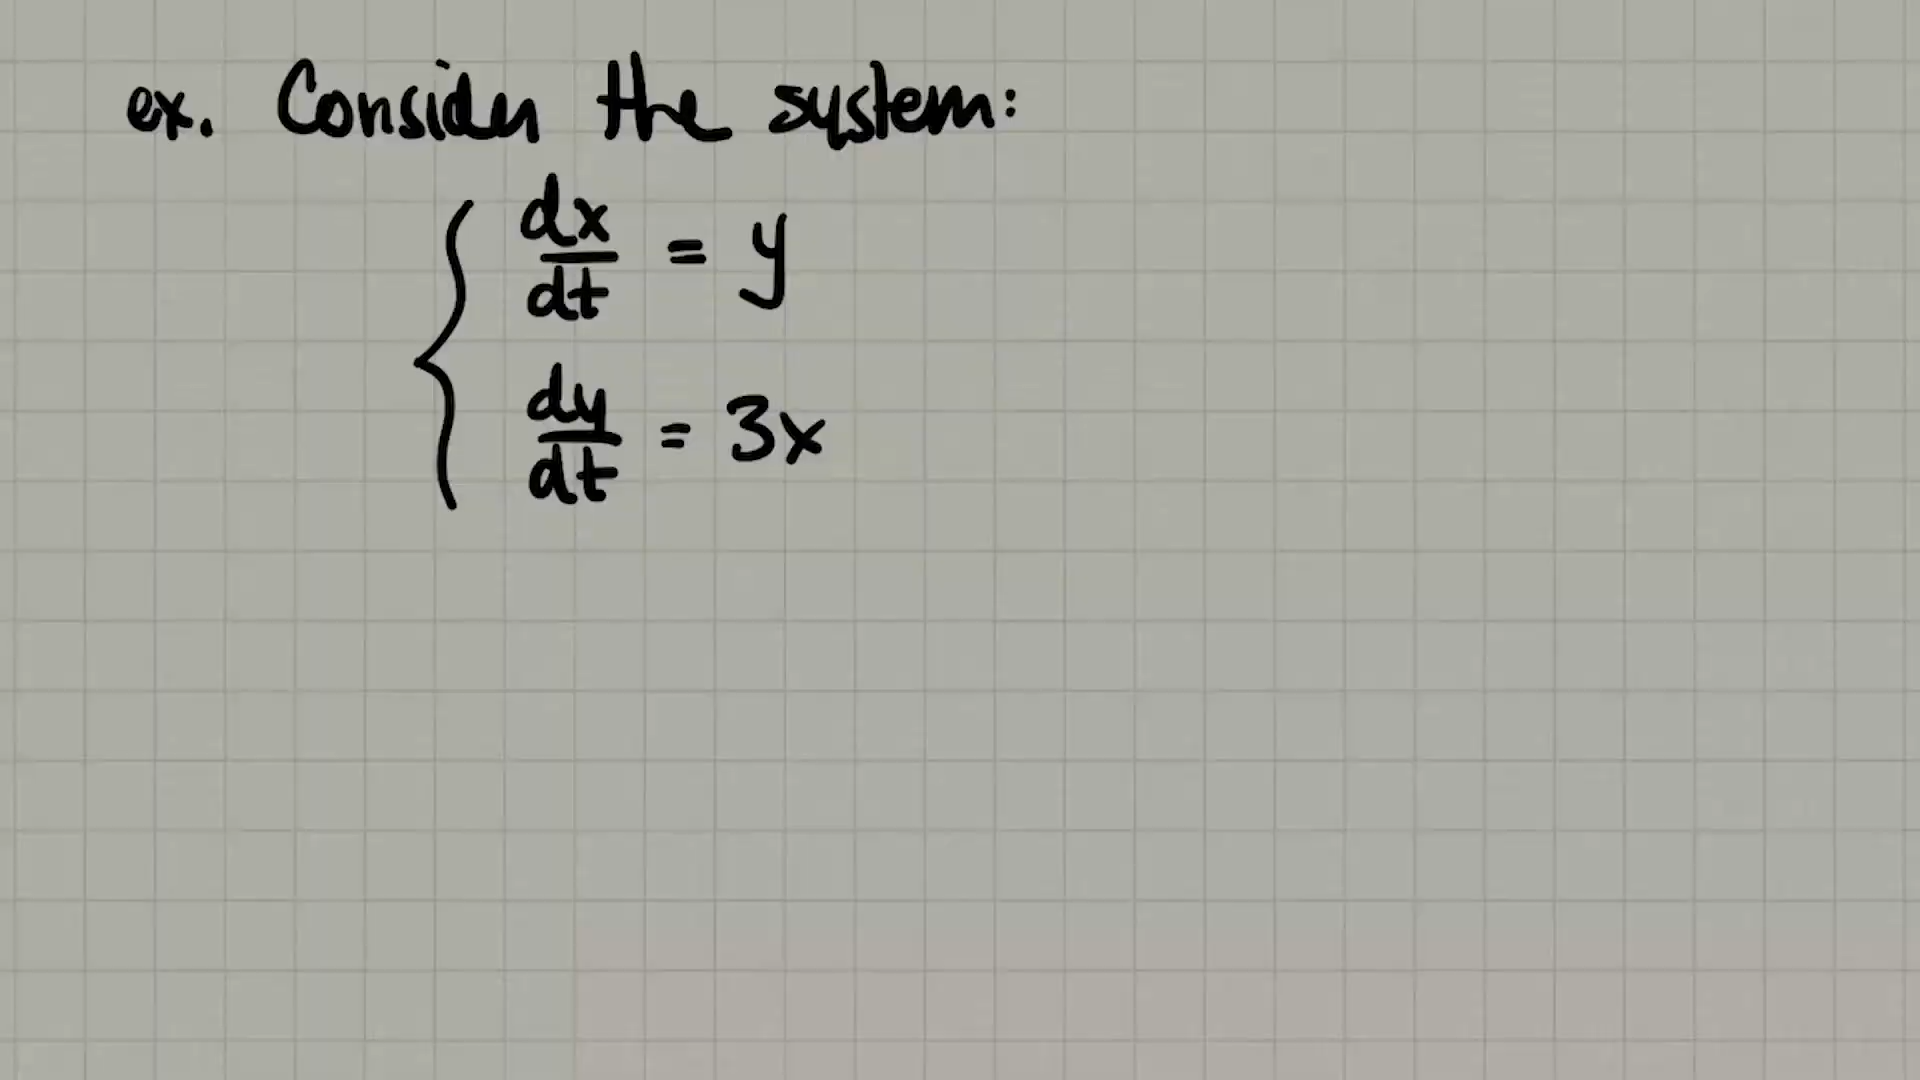 ex. Consider the system:
dx/dt = y
dy/dt = 3x